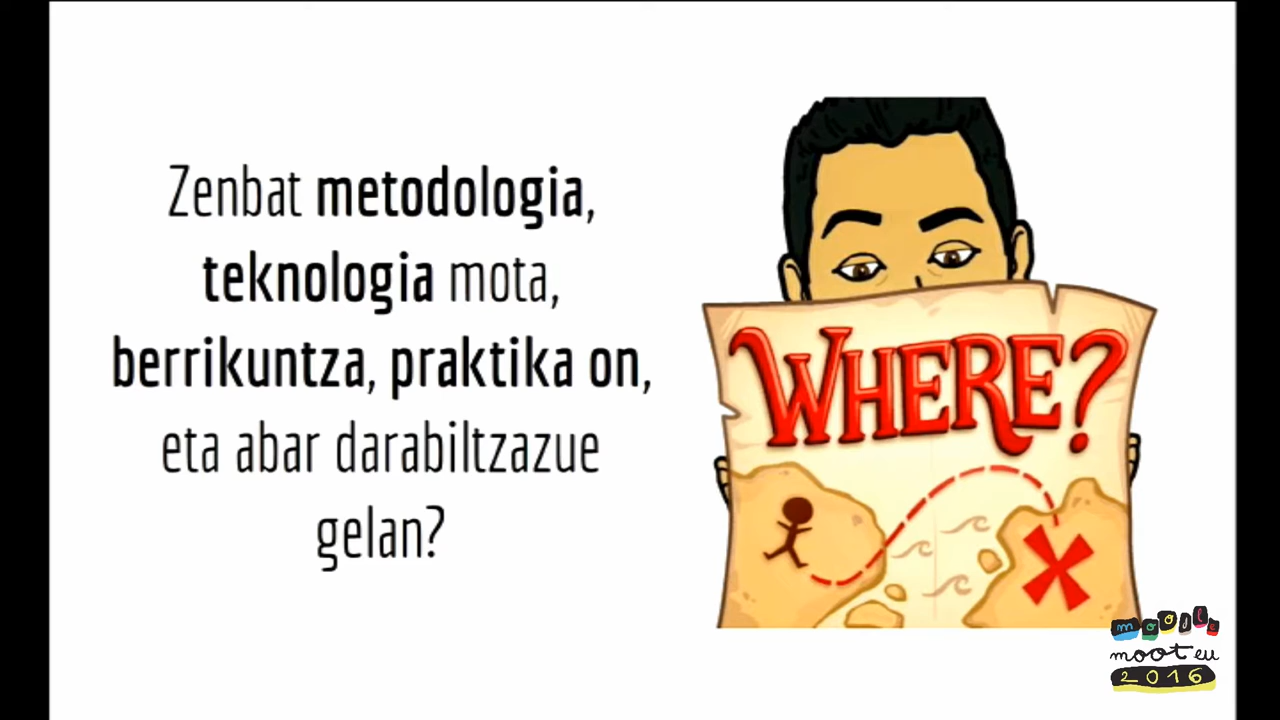 Zenbat metodologia,
teknologia mota,
berrikuntza, praktika on,
eta abar darabiltzazue
gelan?
WHERE?
moodle
moot eu
2016